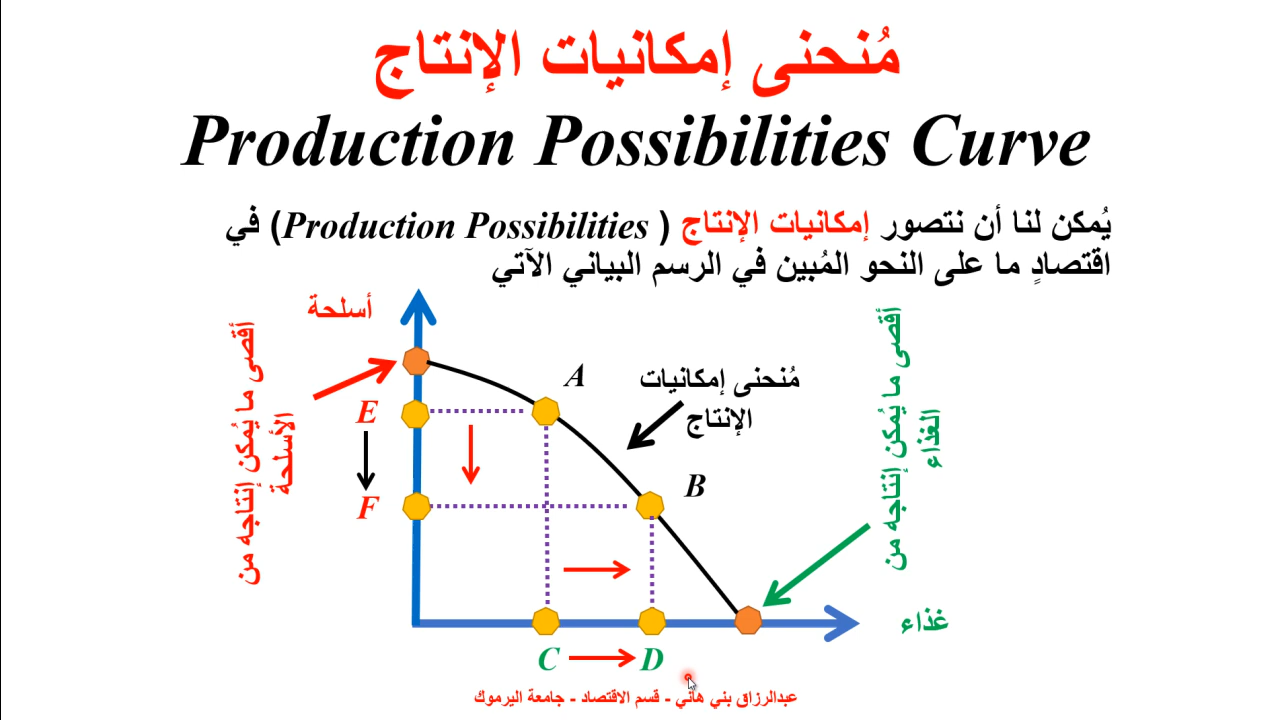 مُنحنى إمكانيات الإنتاج
Production Possibilities Curve
يُمكن لنا أن نتصور إمكانيات الإنتاج ( Production Possibilities) في
اقتصادٍ ما على النحو المُبين في الرسم البياني الآتي
أسلحة
أقصى ما يُمكن إنتاجه من
الأسلحة
A
مُنحنى إمكانيات
الإنتاج
أقصى ما يُمكن إنتاجه من
الغذاء
E
B
F
غذاء
C
D
عبدالرزاق بني هاني - قسم الاقتصاد - جامعة اليرموك